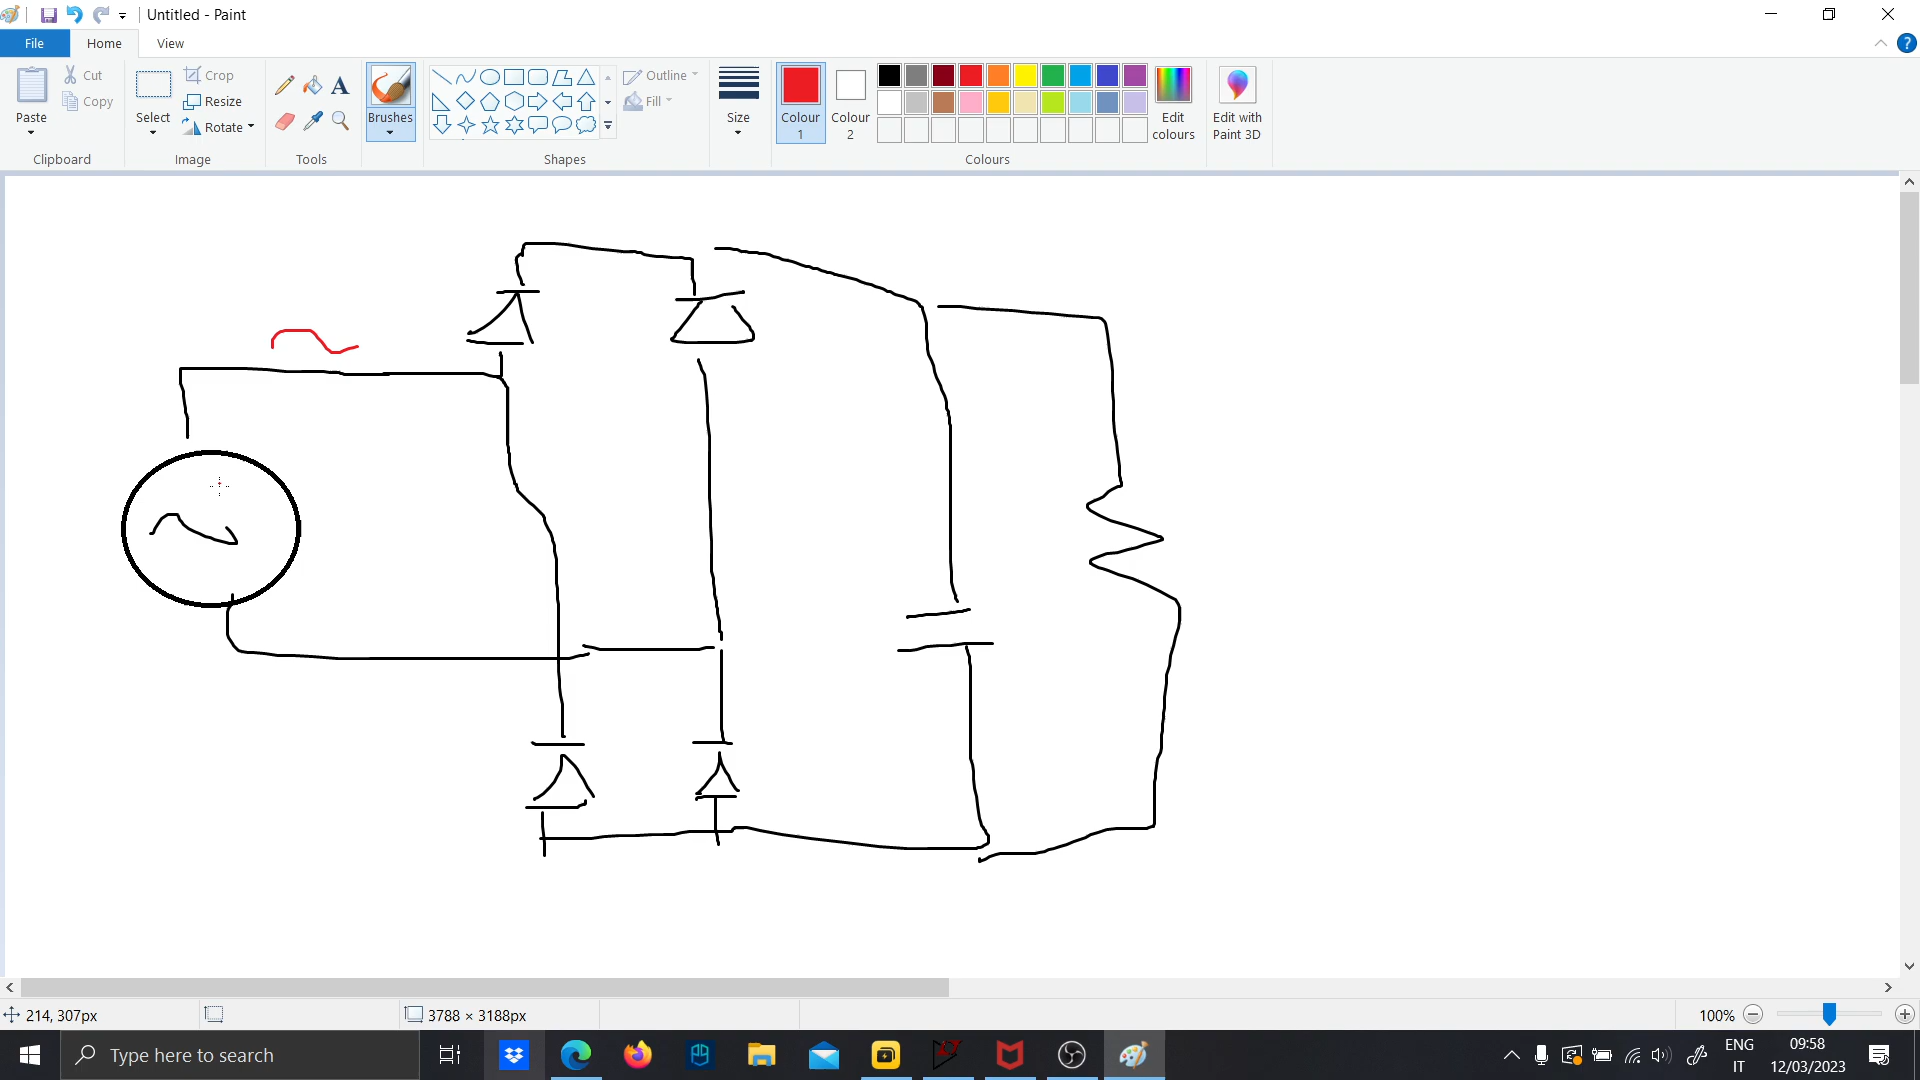 Untitled - Paint
File
Home
View
Paste
Cut
Copy
Clipboard
Select
Crop
Resize
Rotate
Image
A
Tools
Brushes
Outline
Fill
Shapes
Size
Colour
1
Colour
2
Colours
Edit
colours
Edit with
Paint 3D
?
214, 307px
3788 × 3188px
100%
Type here to search
ENG
IT
09:58
12/03/2023